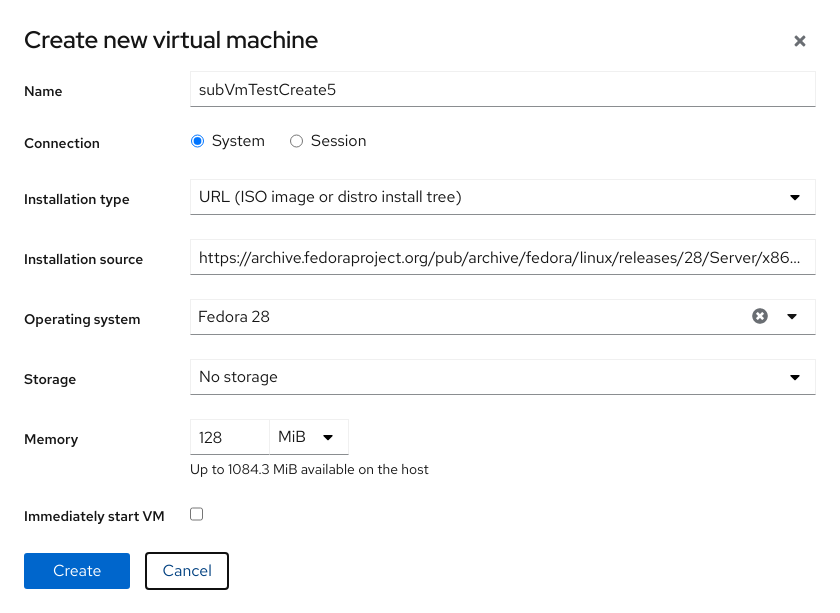 Create new virtual machine
Name
subVmTestCreate5
Connection
System
Session
Installation type
URL (ISO image or distro install tree)
Installation source
https://archive.fedoraproject.org/pub/archive/fedora/linux/releases/28/Server/x86...
Operating system
Fedora 28
Storage
No storage
Memory
128
MiB
Up to 1084.3 MiB available on the host
Immediately start VM
Create
Cancel